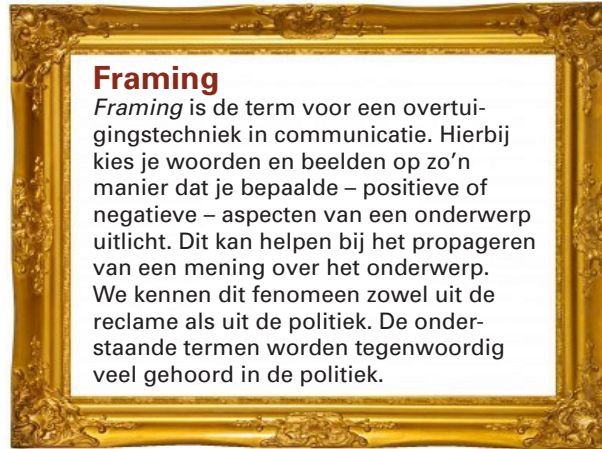 Framing
Framing is de term voor een overtui-
gingstechniek in communicatie. Hierbij
kies je woorden en beelden op zo'n
manier dat je bepaalde – positieve of
negatieve – aspecten van een onderwerp
uitlicht. Dit kan helpen bij het propageren
van een mening over het onderwerp.
We kennen dit fenomeen zowel uit de
reclame als uit de politiek. De onder-
staande termen worden tegenwoordig
veel gehoord in de politiek.